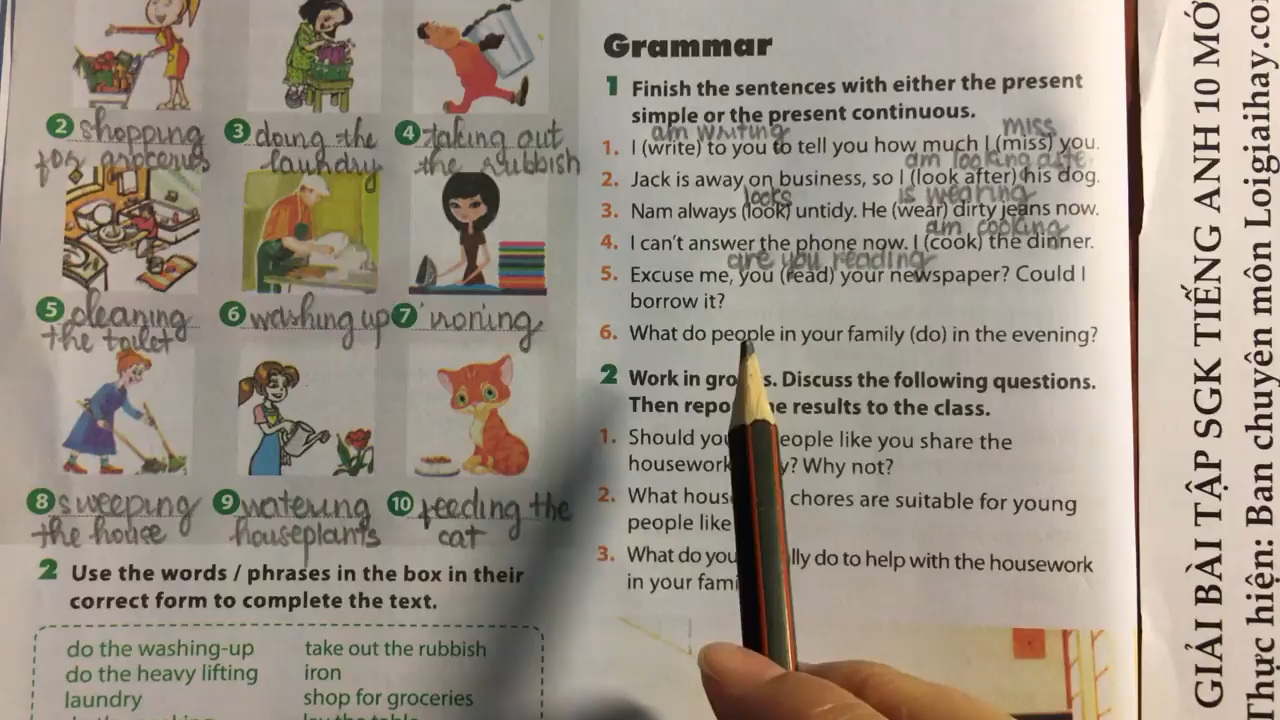 2 shopping
for groceries
3 doing the
laundry
4 taking out
the rubbish
5 cleaning
the toilet
6 washing up
7 ironing
8 sweeping
the house
9 watering
houseplants
10 feeding the
cat
2 Use the words / phrases in the box in their
correct form to complete the text.
do the washing-up take out the rubbish
do the heavy lifting iron
laundry shop for groceries
Grammar
1 Finish the sentences with either the present
simple or the present continuous.
am writing miss
1. I (write) to you to tell you how much I (miss) you.
am looking afte
2. Jack is away on business, so I (look after) his dog.
looks is wearing
3. Nam always (look) untidy. He (wear) dirty jeans now.
am cooking
4. I can't answer the phone now. I (cook) the dinner.
are you reading
5. Excuse me, you (read) your newspaper? Could I
borrow it?
6. What do people in your family (do) in the evening?
2 Work in gro s. Discuss the following questions.
Then repo he results to the class.
1. Should you eople like you share the
housework y? Why not?
2. What hous chores are suitable for young
people like
3. What do you lly do to help with the housework
in your fami
GIẢI BÀI TẬP SGK TIẾNG ANH 10 MỚ
Thực hiện: Ban chuyên môn Loigiaihay.co